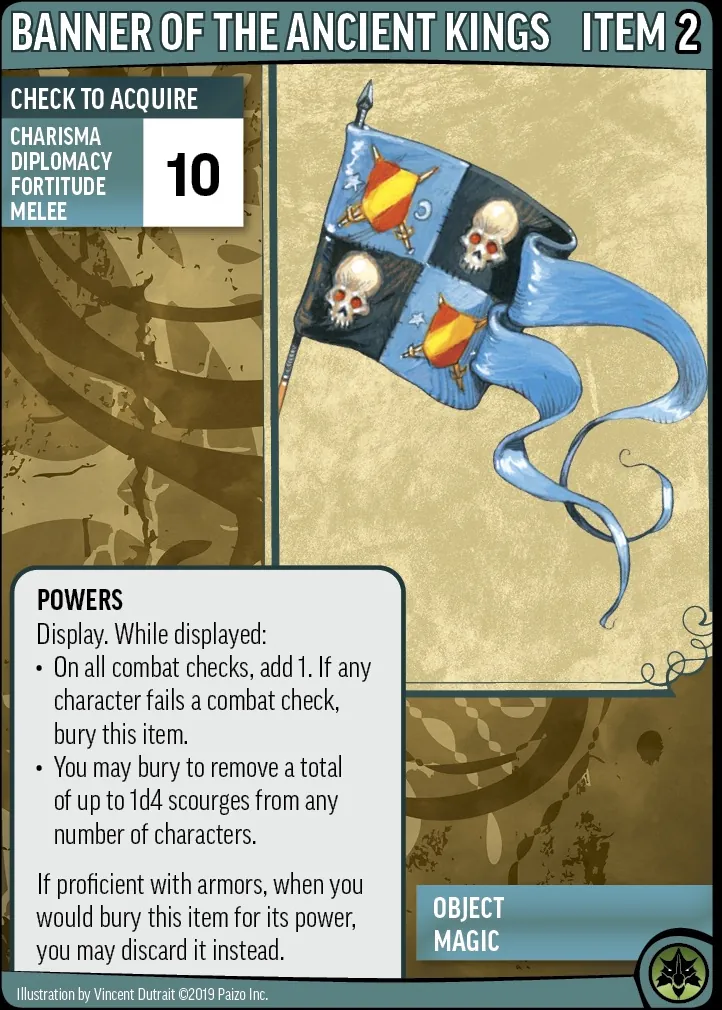 BANNER OF THE ANCIENT KINGS ITEM 2
CHECK TO ACQUIRE
CHARISMA
DIPLOMACY
FORTITUDE
MELEE
10
POWERS
Display. While displayed:
• On all combat checks, add 1. If any
character fails a combat check,
bury this item.
• You may bury to remove a total
of up to 1d4 scourges from any
number of characters.
If proficient with armors, when you
would bury this item for its power,
you may discard it instead.
OBJECT
MAGIC
Illustration by Vincent Dutrait ©2019 Paizo Inc.